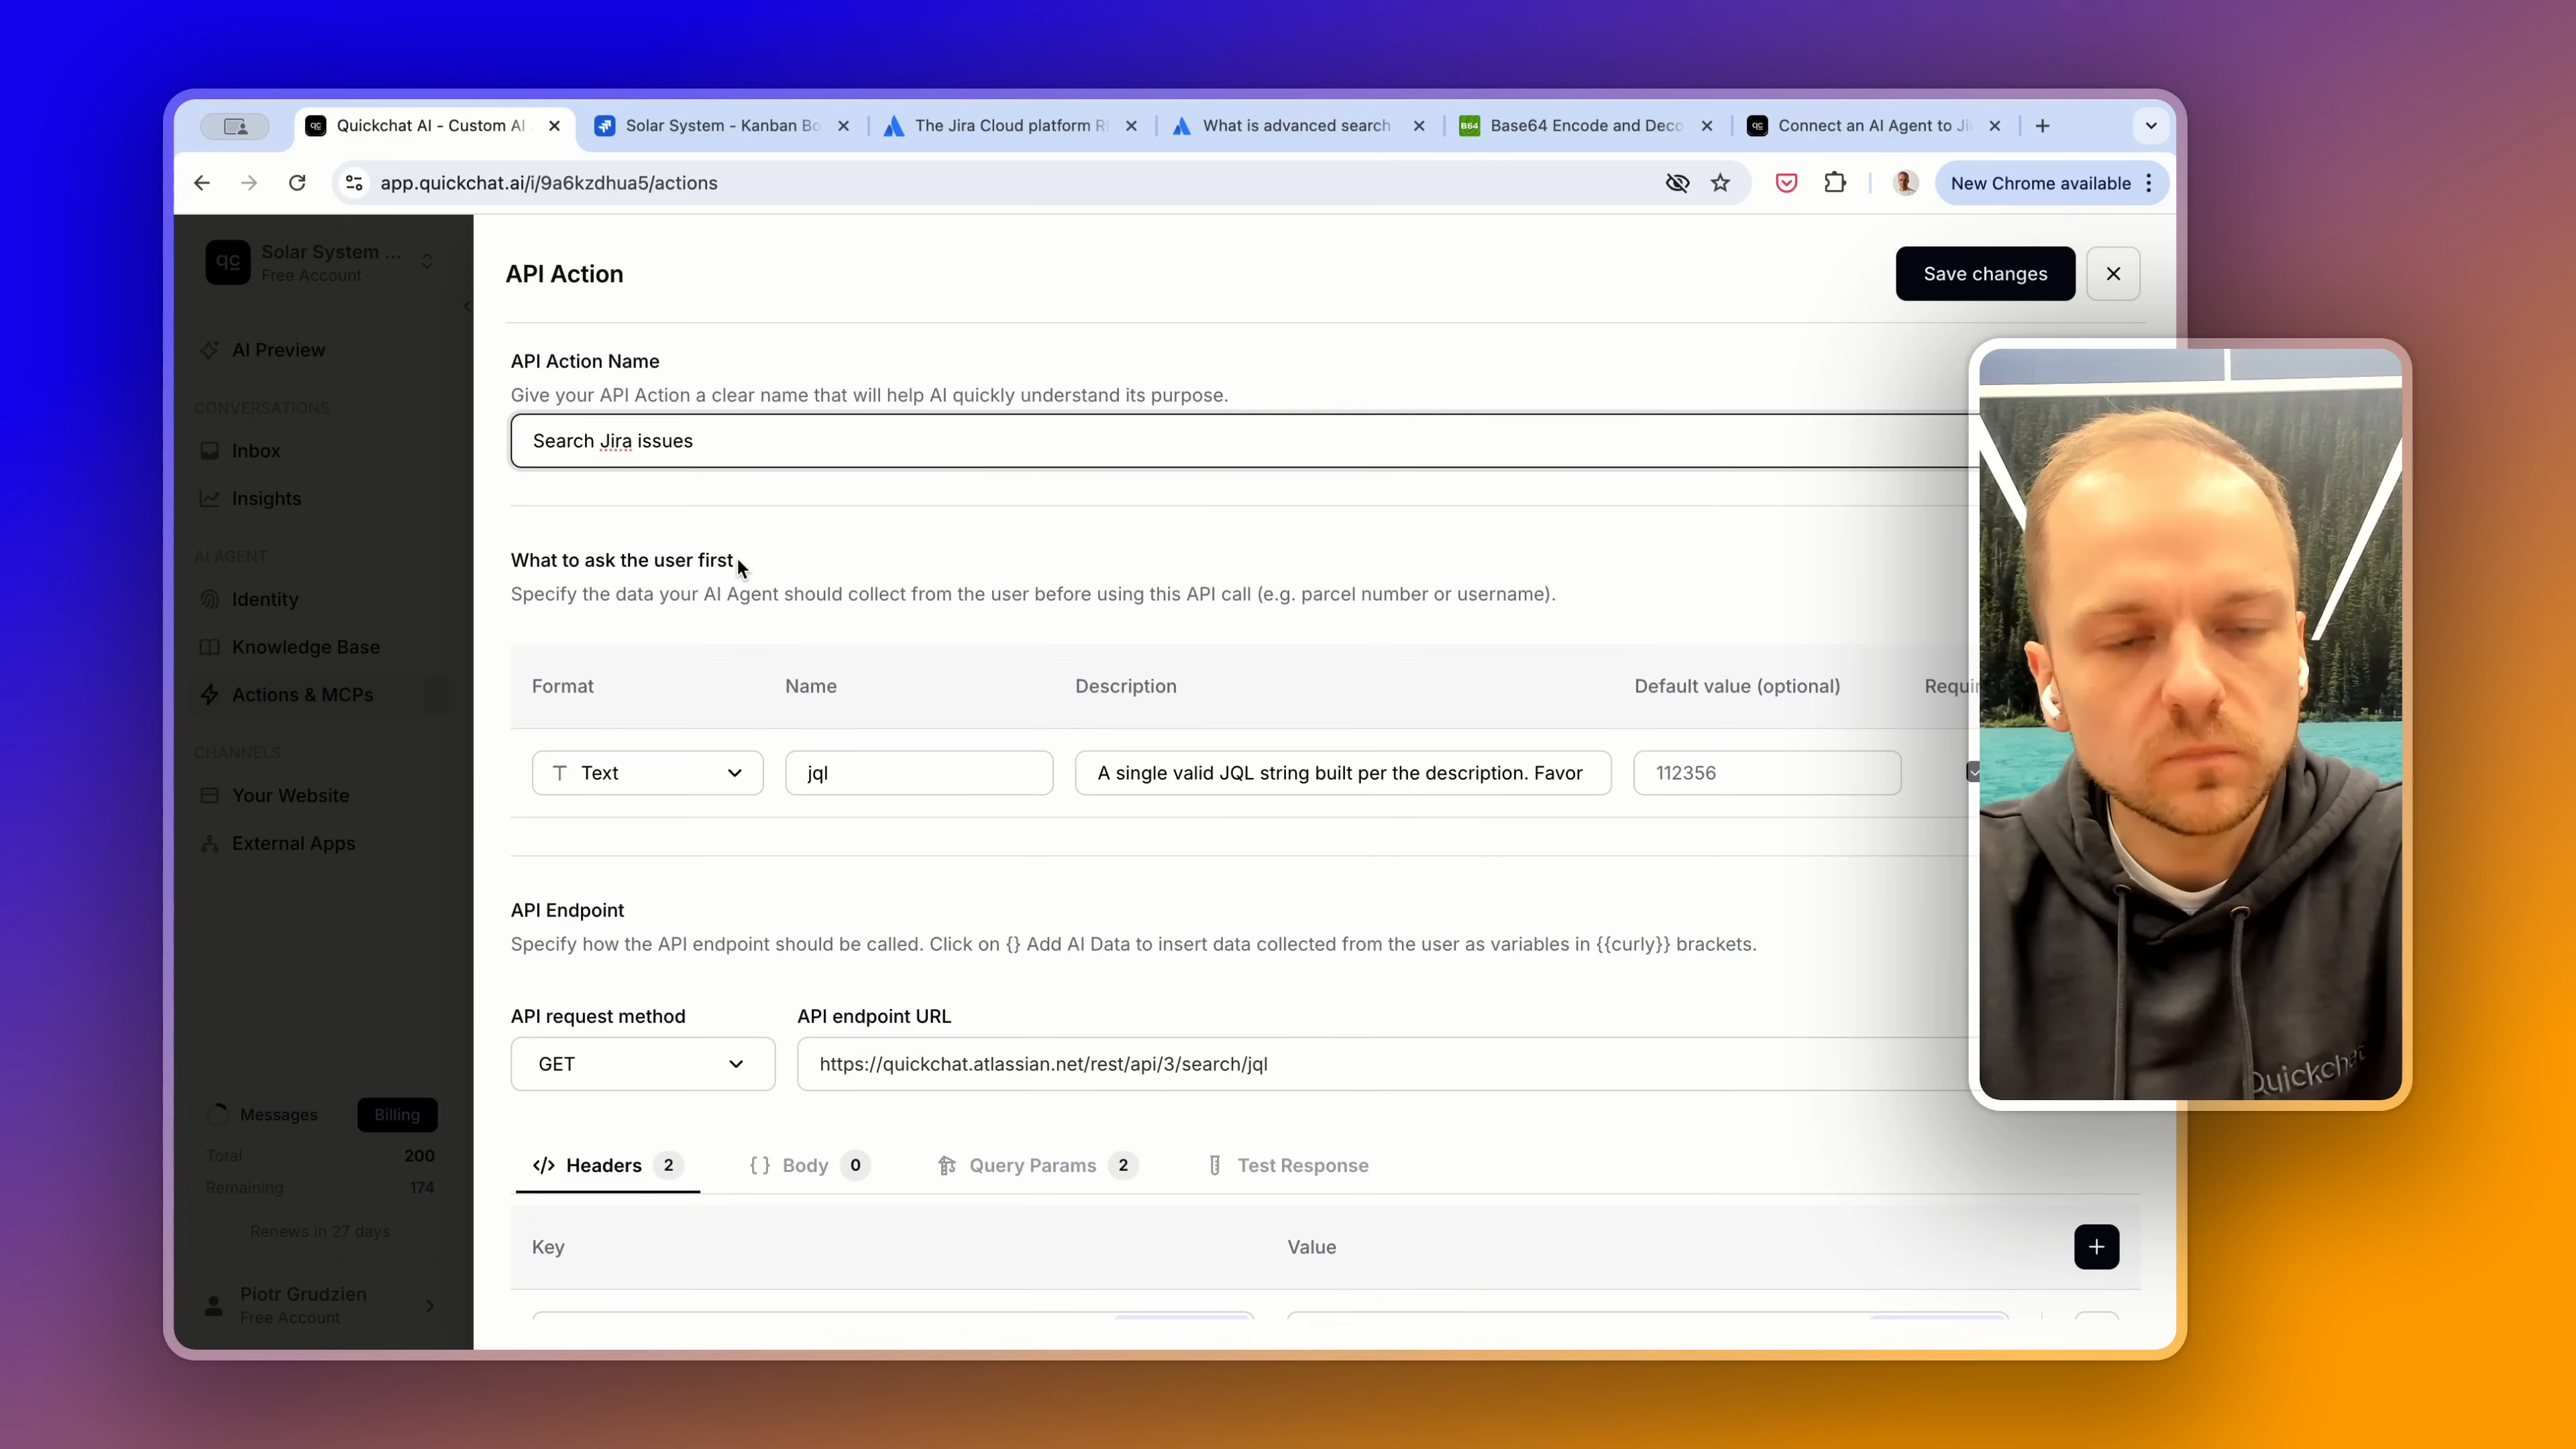 Quickchat AI - Custom AI
Solar System - Kanban Bo
The Jira Cloud platform R
What is advanced search
B64
Base64 Encode and Deco
qc
Connect an AI Agent to Ji
app.quickchat.ai/i/9a6kzdhua5/actions
New Chrome available
qc
Solar System ...
Free Account
AI Preview
CONVERSATIONS
Inbox
Insights
AI AGENT
Identity
Knowledge Base
Actions & MCPs
CHANNELS
Your Website
External Apps
Messages
Billing
Total
200
Remaining
174
Renews in 27 days
Piotr Grudzien
Free Account
API Action
Save changes
API Action Name
Give your API Action a clear name that will help AI quickly understand its purpose.
Search Jira issues
What to ask the user first
Specify the data your AI Agent should collect from the user before using this API call (e.g. parcel number or username).
Format
Name
Description
Default value (optional)
Requi
Text
jql
A single valid JQL string built per the description. Favor
112356
API Endpoint
Specify how the API endpoint should be called. Click on {} Add AI Data to insert data collected from the user as variables in {{curly}} brackets.
API request method
API endpoint URL
GET
https://quickchat.atlassian.net/rest/api/3/search/jql
</> Headers 2
{ } Body 0
Query Params 2
Test Response
Key
Value
Quickchat